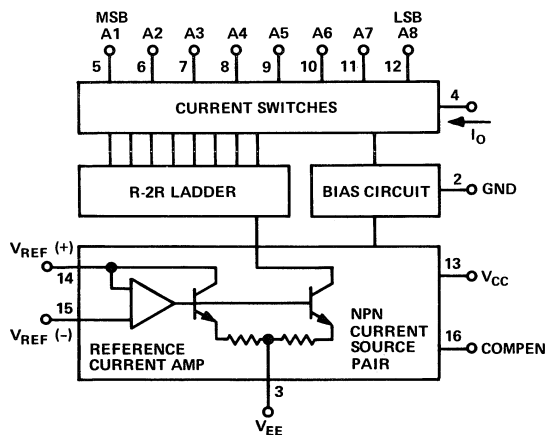 MSB LSB
A1 A2 A3 A4 A5 A6 A7 A8
5 6 7 8 9 10 11 12
CURRENT SWITCHES
4
IO
R-2R LADDER
BIAS CIRCUIT
2 GND
VREF (+)
14
13 VCC
15
VREF (–)
REFERENCE
CURRENT AMP
NPN
CURRENT
SOURCE
PAIR
16 COMPEN
3
VEE